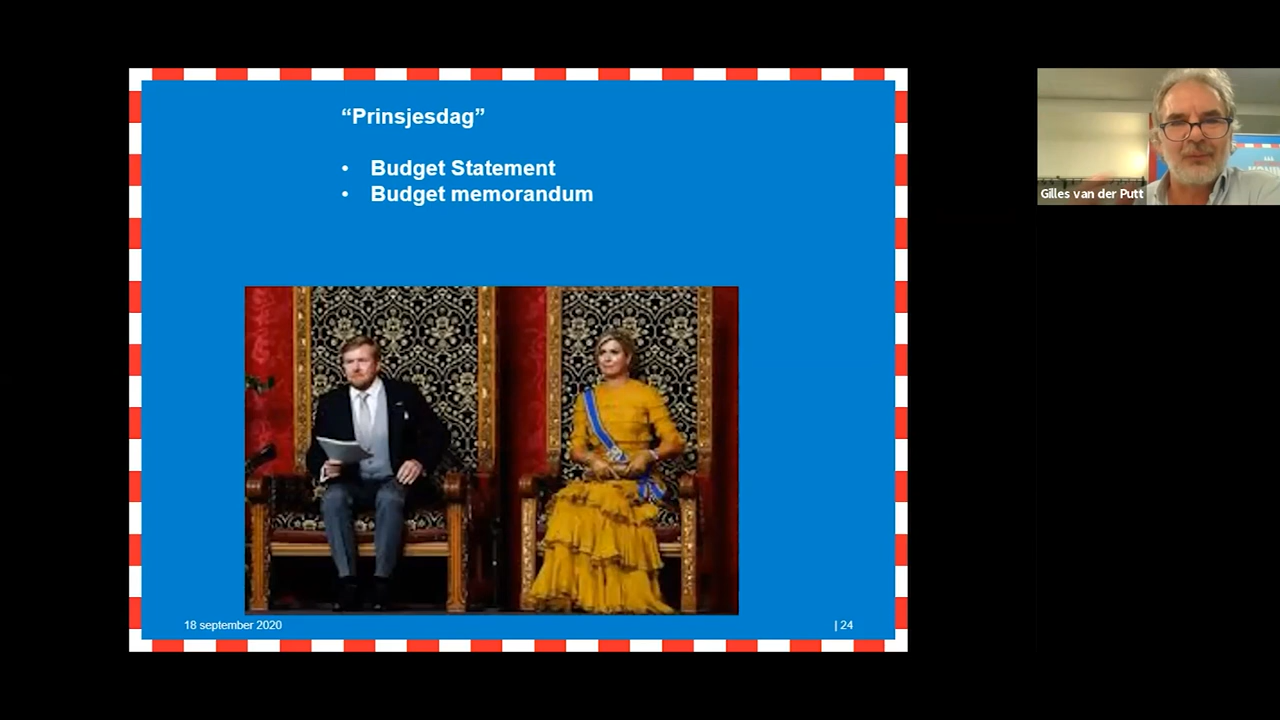 “Prinsjesdag”
• Budget Statement
• Budget memorandum
18 september 2020
| 24
Gilles van der Putt